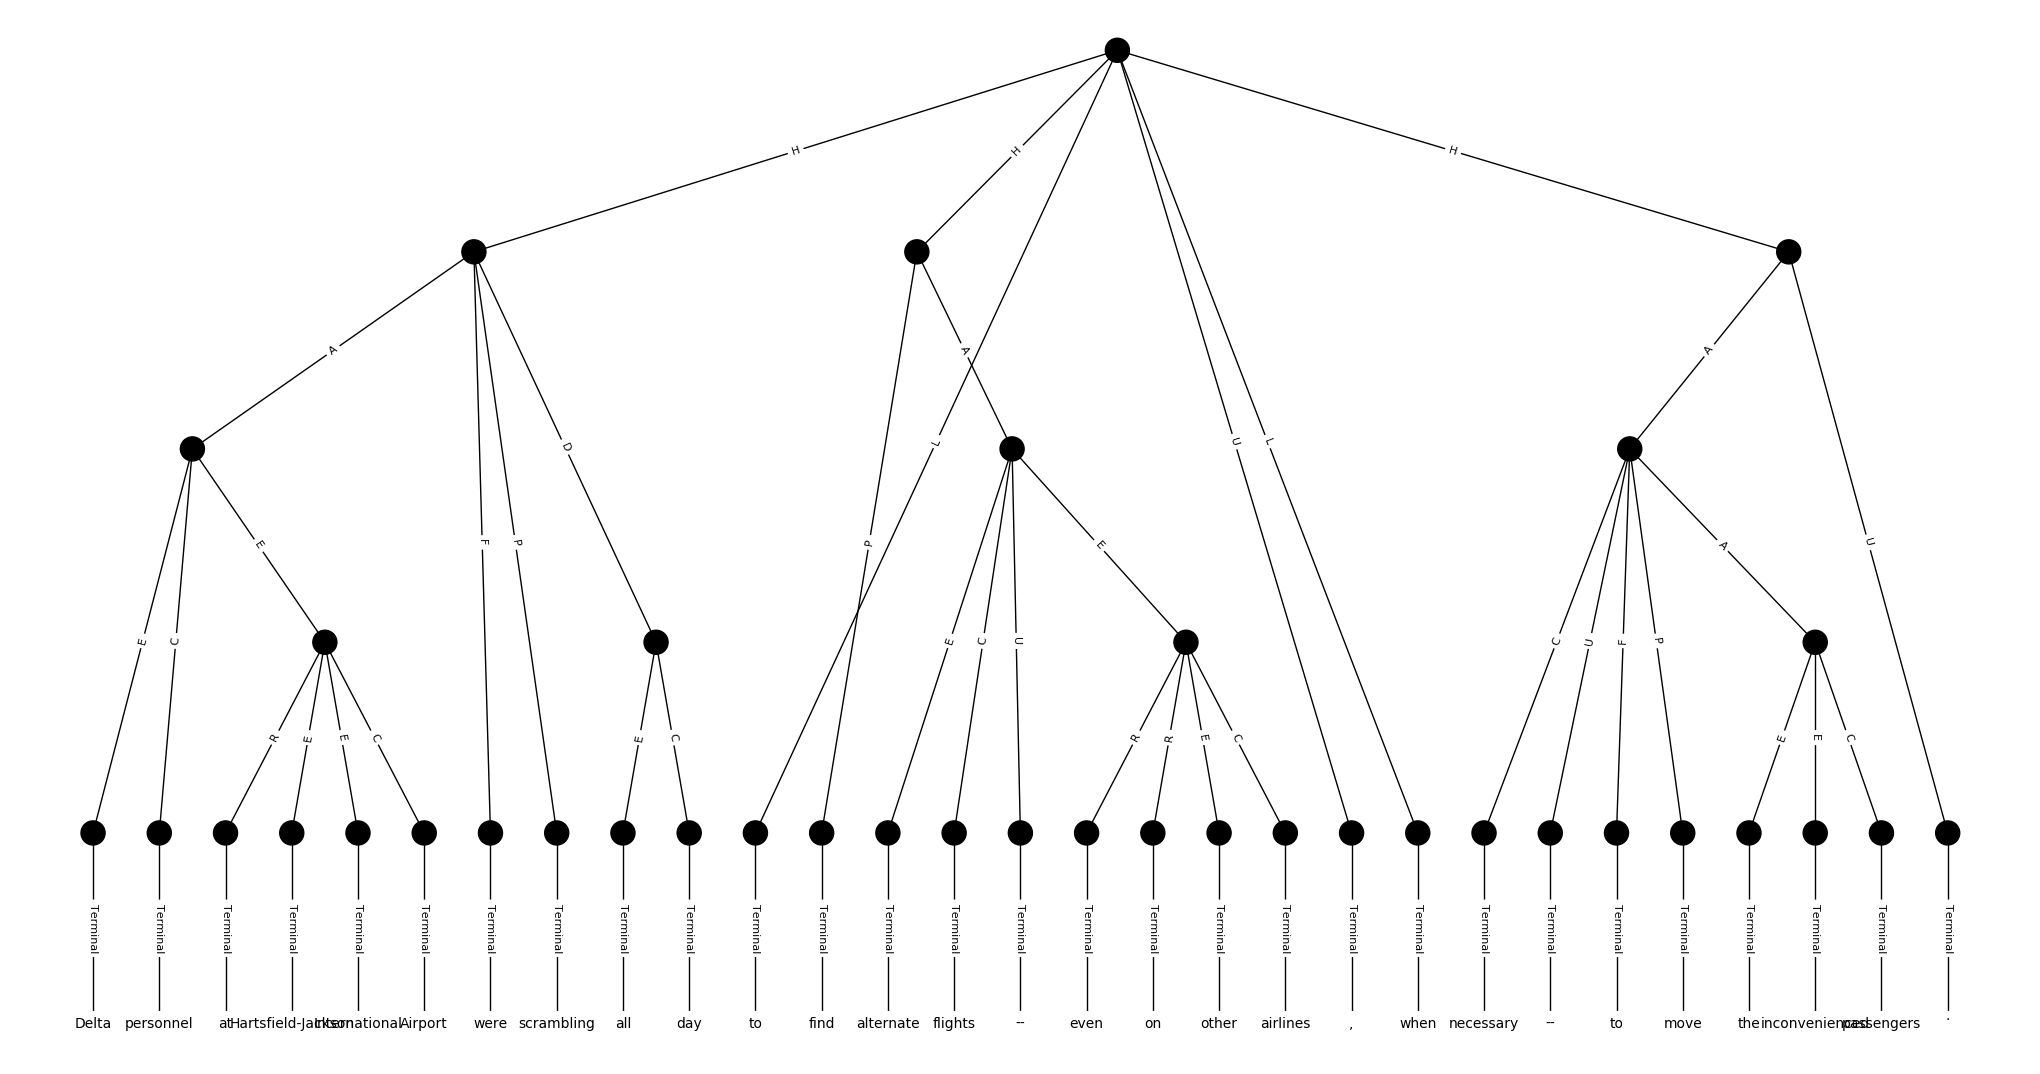 H H H
A A A
L U L
D
E F P P E A U
E C E C U C U F P
R E E C E C R R E C E E C
Terminal Terminal Terminal Terminal Terminal Terminal Terminal Terminal Terminal Terminal Terminal Terminal Terminal Terminal Terminal Terminal Terminal Terminal Terminal Terminal Terminal Terminal Terminal Terminal Terminal Terminal Terminal Terminal Terminal
Delta personnel at Hartsfield-Jackson International Airport were scrambling all day to find alternate flights -- even on other airlines , when necessary -- to move the inconvenienced passengers .